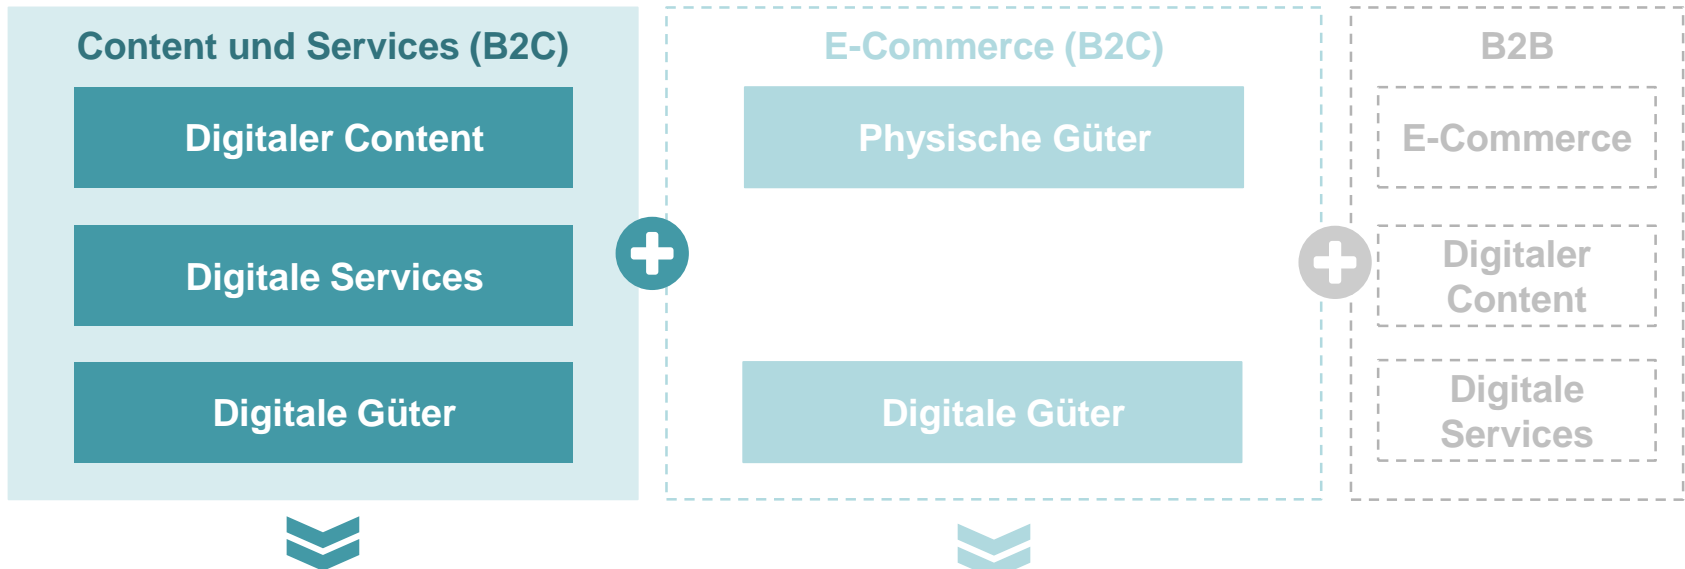 Content und Services (B2C)
Digitaler Content
Digitale Services
Digitale Güter
E-Commerce (B2C)
Physische Güter
Digitale Güter
B2B
E-Commerce
Digitaler
Content
Digitale
Services